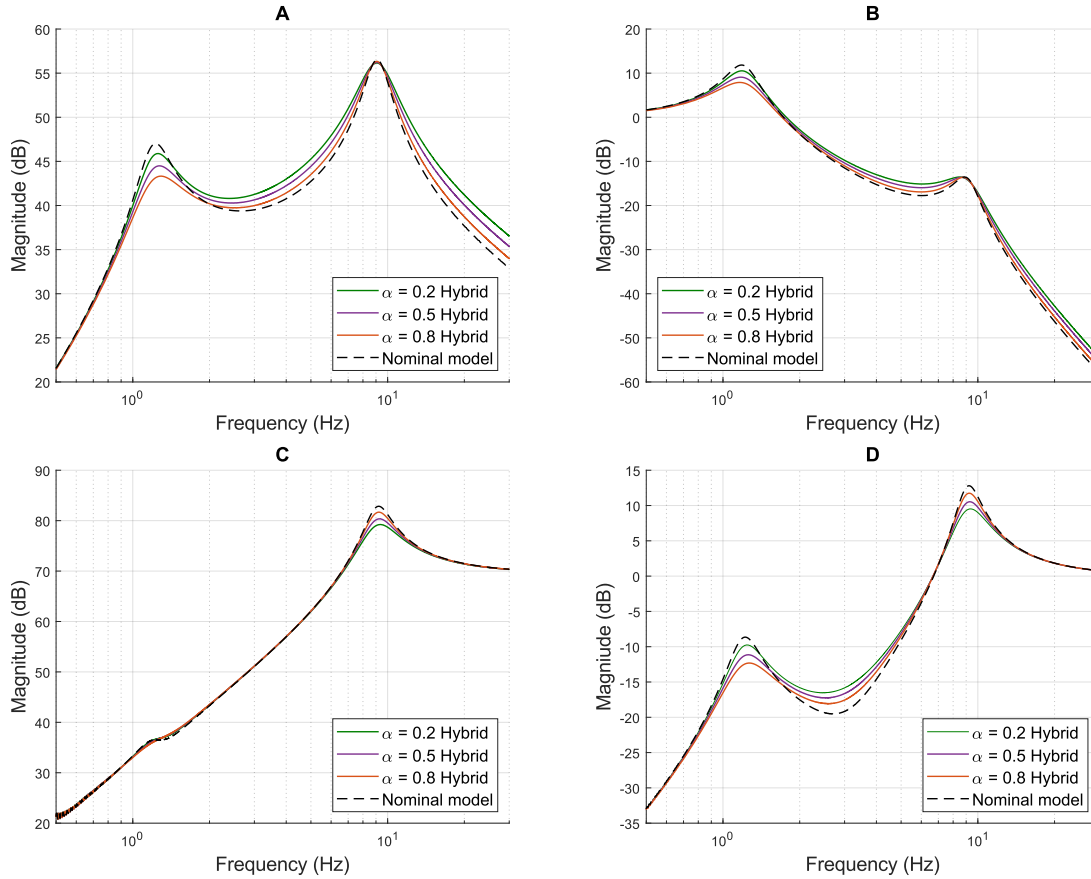 A
Magnitude (dB)
60
55
50
45
40
35
30
25
20
10^0
10^1
Frequency (Hz)
α = 0.2 Hybrid
α = 0.5 Hybrid
α = 0.8 Hybrid
Nominal model
B
Magnitude (dB)
20
10
0
-10
-20
-30
-40
-50
-60
10^0
10^1
Frequency (Hz)
α = 0.2 Hybrid
α = 0.5 Hybrid
α = 0.8 Hybrid
Nominal model
C
Magnitude (dB)
90
80
70
60
50
40
30
20
10^0
10^1
Frequency (Hz)
α = 0.2 Hybrid
α = 0.5 Hybrid
α = 0.8 Hybrid
Nominal model
D
Magniude (dB)
15
10
5
0
-5
-10
-15
-20
-25
-30
-35
10^0
10^1
Frequency (Hz)
α = 0.2 Hybrid
α = 0.5 Hybrid
α = 0.8 Hybrid
Nominal model